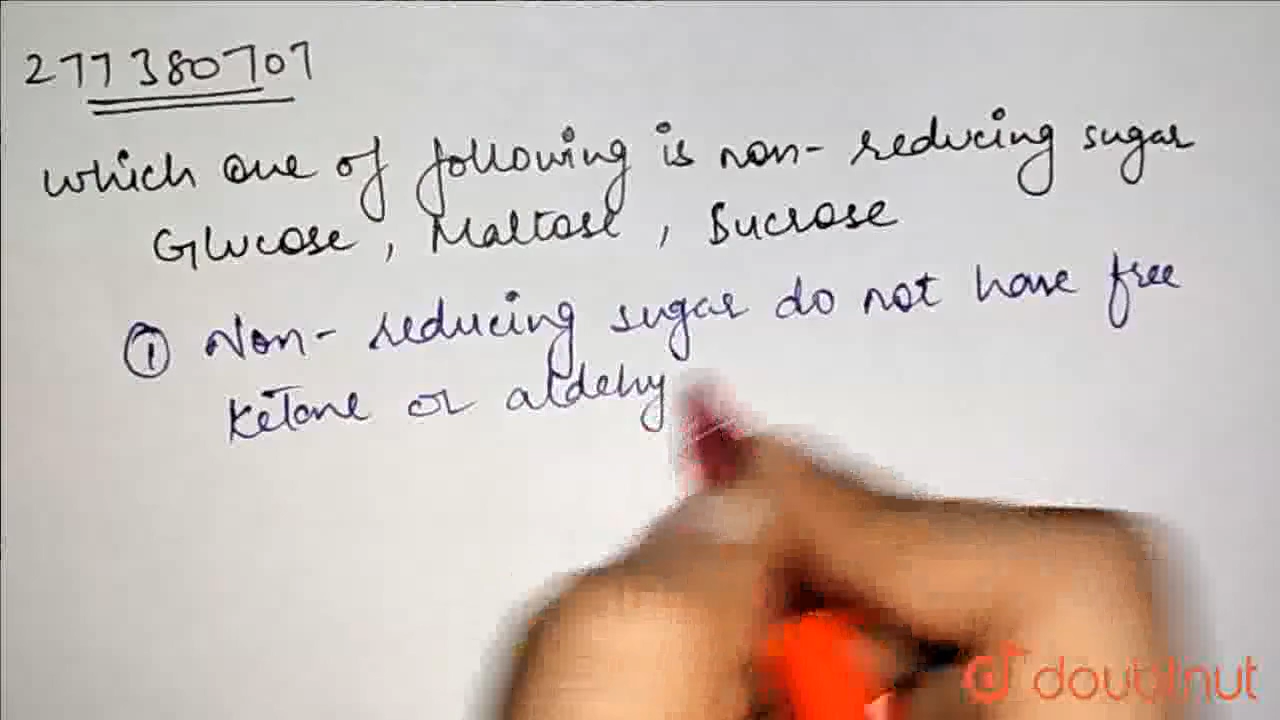 277380707
which one of following is non-reducing sugar
Glucose, Maltose, Sucrose
① Non-reducing sugar do not have free
Ketone or aldehy
doubtnut